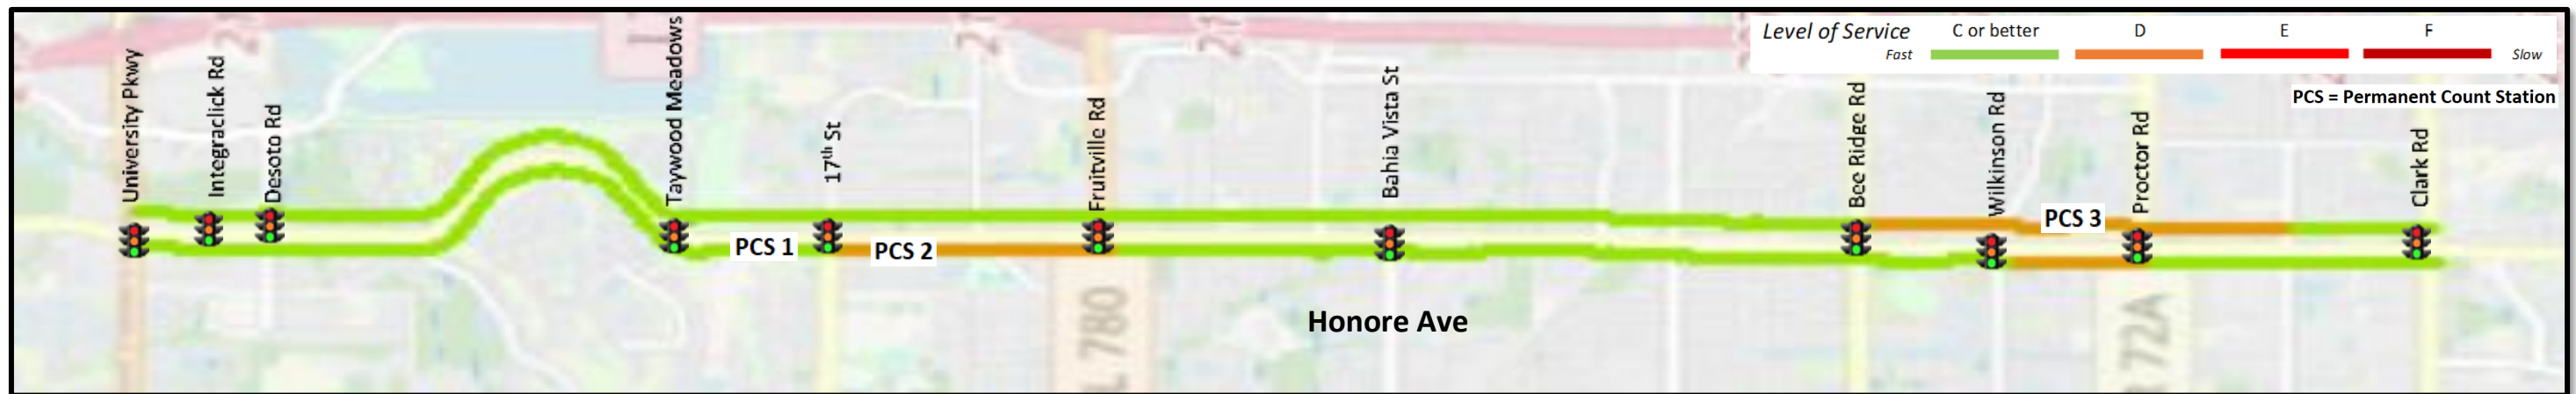 Level of Service C or better D E F
Fast Slow
PCS = Permanent Count Station
University Pkwy
Integraclick Rd
Desoto Rd
Taywood Meadows
17th St
Fruitville Rd
Bahia Vista St
Bee Ridge Rd
Wilkinson Rd
Proctor Rd
Clark Rd
PCS 1
PCS 2
PCS 3
Honore Ave
780
72A